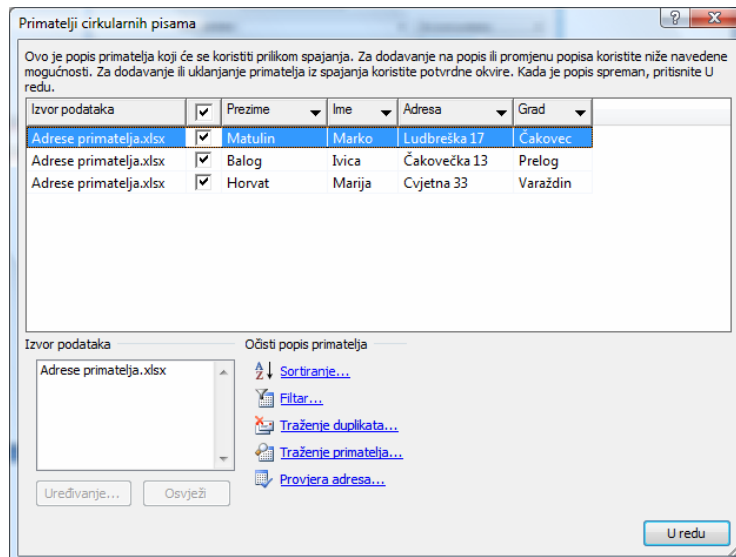 Primatelji cirkularnih pisama
Ovo je popis primatelja koji će se koristiti prilikom spajanja. Za dodavanje na popis ili promjenu popisa koristite niže navedene
mogućnosti. Za dodavanje ili uklanjanje primatelja iz spajanja koristite potvrdne okvire. Kada je popis spreman, pritisnite U
redu.
Izvor podataka Prezime Ime Adresa Grad
Adrese primatelja.xlsx Matulin Marko Ludbreška 17 Čakovec
Adrese primatelja.xlsx Balog Ivica Čakovečka 13 Prelog
Adrese primatelja.xlsx Horvat Marija Cvjetna 33 Varaždin
Izvor podataka Očisti popis primatelja
Adrese primatelja.xlsx
Sortiranje...
Filtar...
Traženje duplikata...
Traženje primatelja...
Provjera adresa...
Uređivanje... Osvježi
U redu